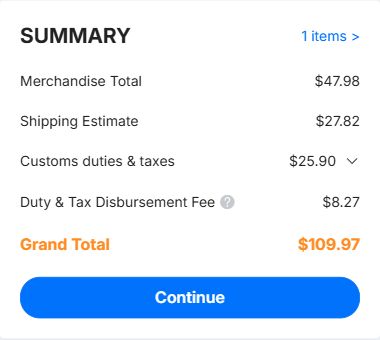 SUMMARY 1 items >
Merchandise Total $47.98
Shipping Estimate $27.82
Customs duties & taxes $25.90
Duty & Tax Disbursement Fee ? $8.27
Grand Total $109.97
Continue